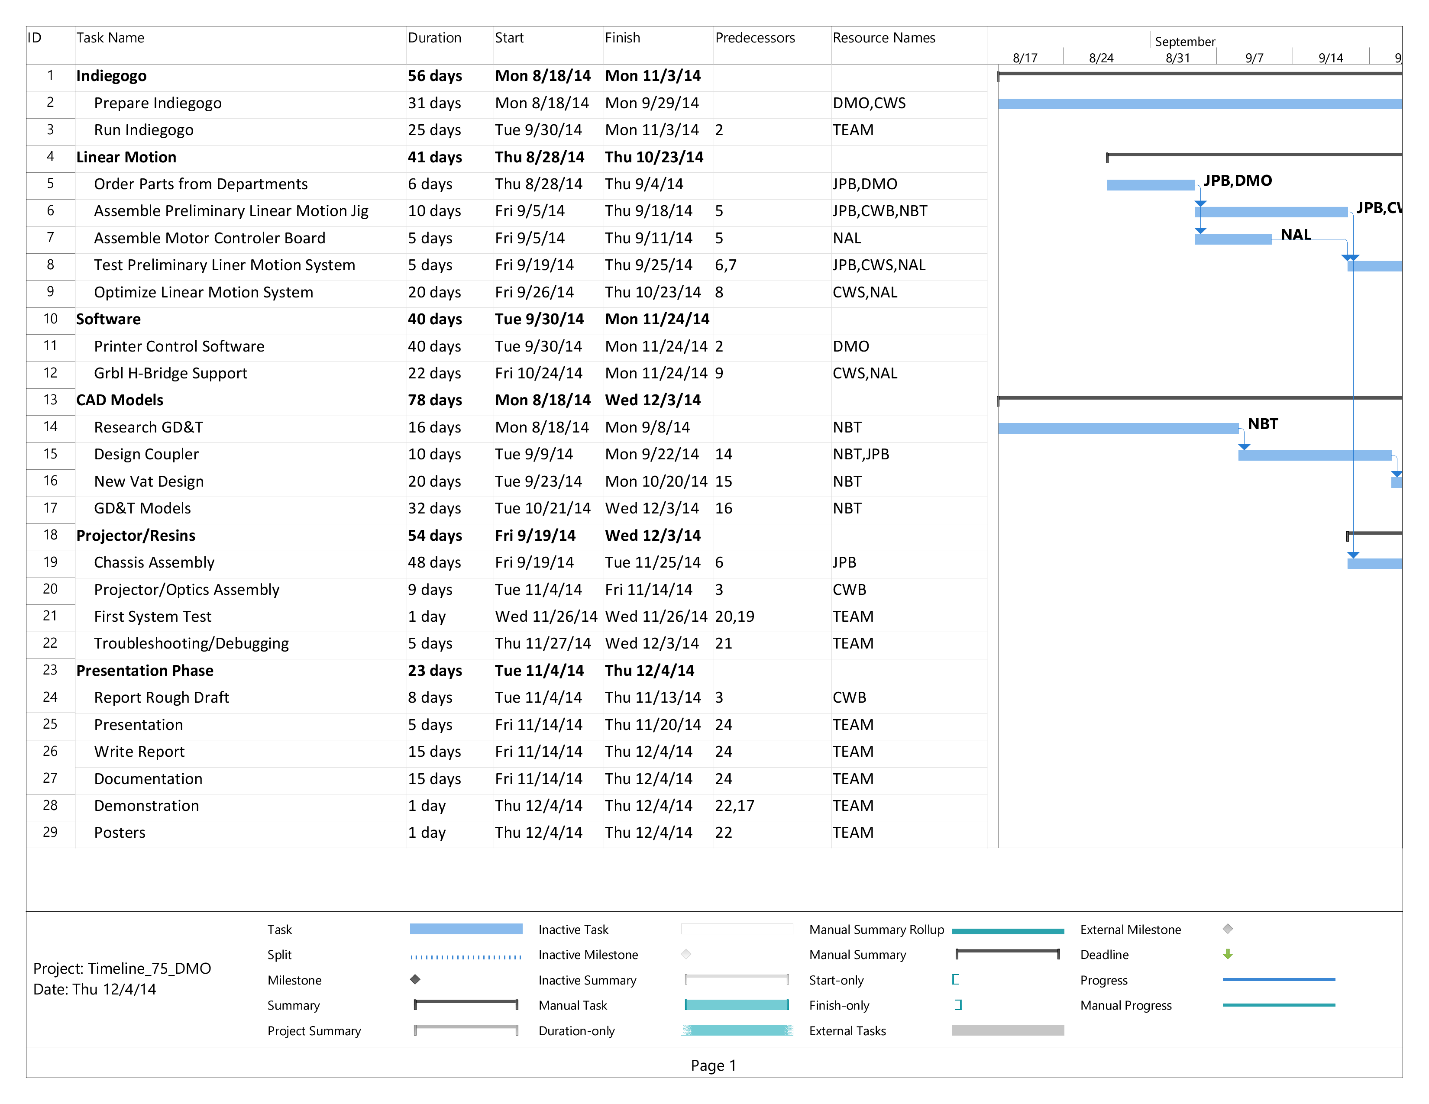 ID Task Name Duration Start Finish Predecessors Resource Names
September
8/17 8/24 8/31 9/7 9/14 9
1 Indiegogo 56 days Mon 8/18/14 Mon 11/3/14
2 Prepare Indiegogo 31 days Mon 8/18/14 Mon 9/29/14 DMO,CWS
3 Run Indiegogo 25 days Tue 9/30/14 Mon 11/3/14 2 TEAM
4 Linear Motion 41 days Thu 8/28/14 Thu 10/23/14
5 Order Parts from Departments 6 days Thu 8/28/14 Thu 9/4/14 JPB,DMO JPB,DMO
6 Assemble Preliminary Linear Motion Jig 10 days Fri 9/5/14 Thu 9/18/14 5 JPB,CWB,NBT JPB,CW
7 Assemble Motor Controler Board 5 days Fri 9/5/14 Thu 9/11/14 5 NAL NAL
8 Test Preliminary Liner Motion System 5 days Fri 9/19/14 Thu 9/25/14 6,7 JPB,CWS,NAL
9 Optimize Linear Motion System 20 days Fri 9/26/14 Thu 10/23/14 8 CWS,NAL
10 Software 40 days Tue 9/30/14 Mon 11/24/14
11 Printer Control Software 40 days Tue 9/30/14 Mon 11/24/14 2 DMO
12 Grbl H-Bridge Support 22 days Fri 10/24/14 Mon 11/24/14 9 CWS,NAL
13 CAD Models 78 days Mon 8/18/14 Wed 12/3/14
14 Research GD&T 16 days Mon 8/18/14 Mon 9/8/14 NBT NBT
15 Design Coupler 10 days Tue 9/9/14 Mon 9/22/14 14 NBT,JPB
16 New Vat Design 20 days Tue 9/23/14 Mon 10/20/14 15 NBT
17 GD&T Models 32 days Tue 10/21/14 Wed 12/3/14 16 NBT
18 Projector/Resins 54 days Fri 9/19/14 Wed 12/3/14
19 Chassis Assembly 48 days Fri 9/19/14 Tue 11/25/14 6 JPB
20 Projector/Optics Assembly 9 days Tue 11/4/14 Fri 11/14/14 3 CWB
21 First System Test 1 day Wed 11/26/14 Wed 11/26/14 20,19 TEAM
22 Troubleshooting/Debugging 5 days Thu 11/27/14 Wed 12/3/14 21 TEAM
23 Presentation Phase 23 days Tue 11/4/14 Thu 12/4/14
24 Report Rough Draft 8 days Tue 11/4/14 Thu 11/13/14 3 CWB
25 Presentation 5 days Fri 11/14/14 Thu 11/20/14 24 TEAM
26 Write Report 15 days Fri 11/14/14 Thu 12/4/14 24 TEAM
27 Documentation 15 days Fri 11/14/14 Thu 12/4/14 24 TEAM
28 Demonstration 1 day Thu 12/4/14 Thu 12/4/14 22,17 TEAM
29 Posters 1 day Thu 12/4/14 Thu 12/4/14 22 TEAM
Project: Timeline_75_DMO
Date: Thu 12/4/14
Task Inactive Task Manual Summary Rollup External Milestone
Split Inactive Milestone Manual Summary Deadline
Milestone Inactive Summary Start-only Progress
Summary Manual Task Finish-only Manual Progress
Project Summary Duration-only External Tasks
Page 1